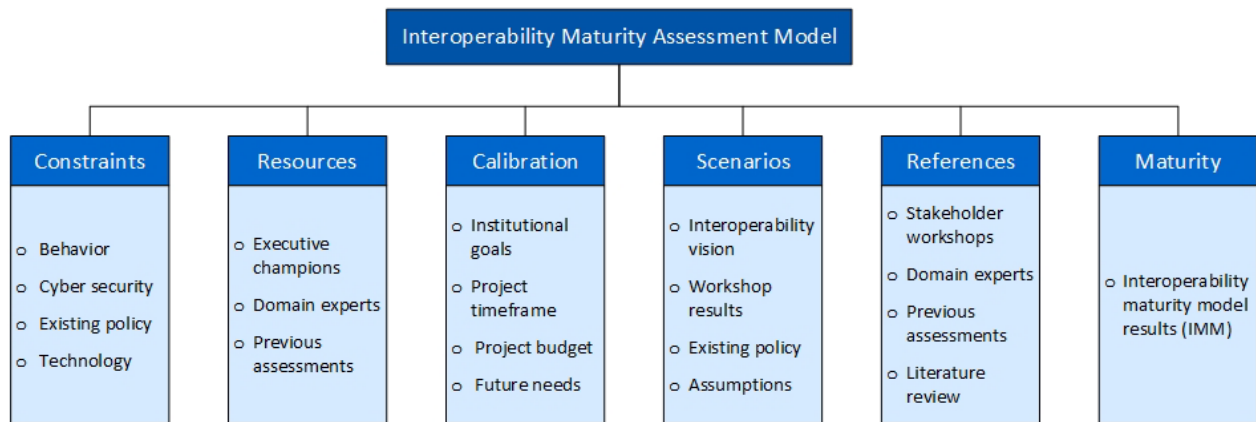 Interoperability Maturity Assessment Model
Constraints
o Behavior
o Cyber security
o Existing policy
o Technology
Resources
o Executive
champions
o Domain experts
o Previous
assessments
Calibration
o Institutional
goals
o Project
timeframe
o Project budget
o Future needs
Scenarios
o Interoperability
vision
o Workshop
results
o Existing policy
o Assumptions
References
o Stakeholder
workshops
o Domain experts
o Previous
assessments
o Literature
review
Maturity
o Interoperability
maturity model
results (IMM)